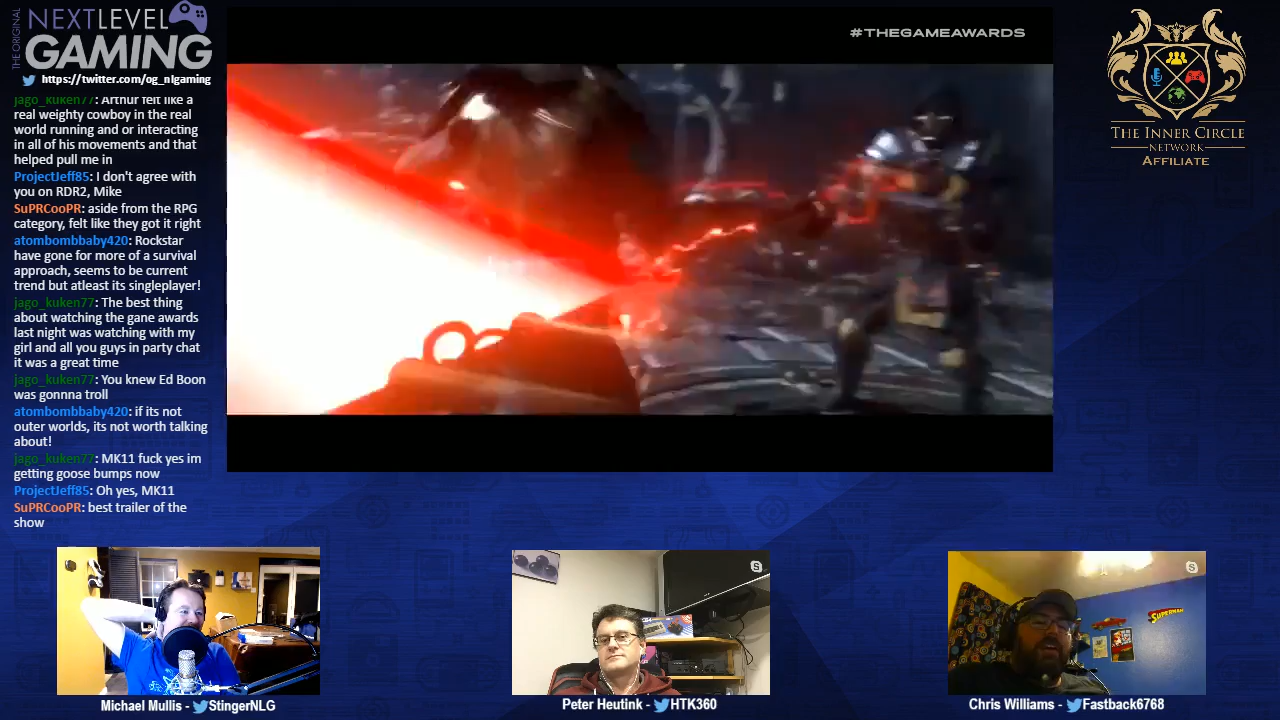 THE ORIGINAL
NEXTLEVEL
GAMING
https://twitter.com/og_nlgaming
jago_kuken77: Arthur felt like a
real weighty cowboy in the real
world running and or interacting
in all of his movements and that
helped pull me in
ProjectJeff85: I don't agree with
you on RDR2, Mike
SuPRCooPR: aside from the RPG
category, felt like they got it right
atombombbaby420: Rockstar
have gone for more of a survival
approach, seems to be current
trend but atleast its singleplayer!
jago_kuken77: The best thing
about watching the gane awards
last night was watching with my
girl and all you guys in party chat
it was a great time
jago_kuken77: You knew Ed Boon
was gonnna troll
atombombbaby420: if its not
outer worlds, its not worth talking
about!
jago_kuken77: MK11 fuck yes im
getting goose bumps now
ProjectJeff85: Oh yes, MK11
SuPRCooPR: best trailer of the
show
#THEGAMEAWARDS
THE INNER CIRCLE
NETWORK
AFFILIATE
SUPERMAN
Michael Mullis - StingerNLG
Peter Heutink - HTK360
Chris Williams - Fastback6768